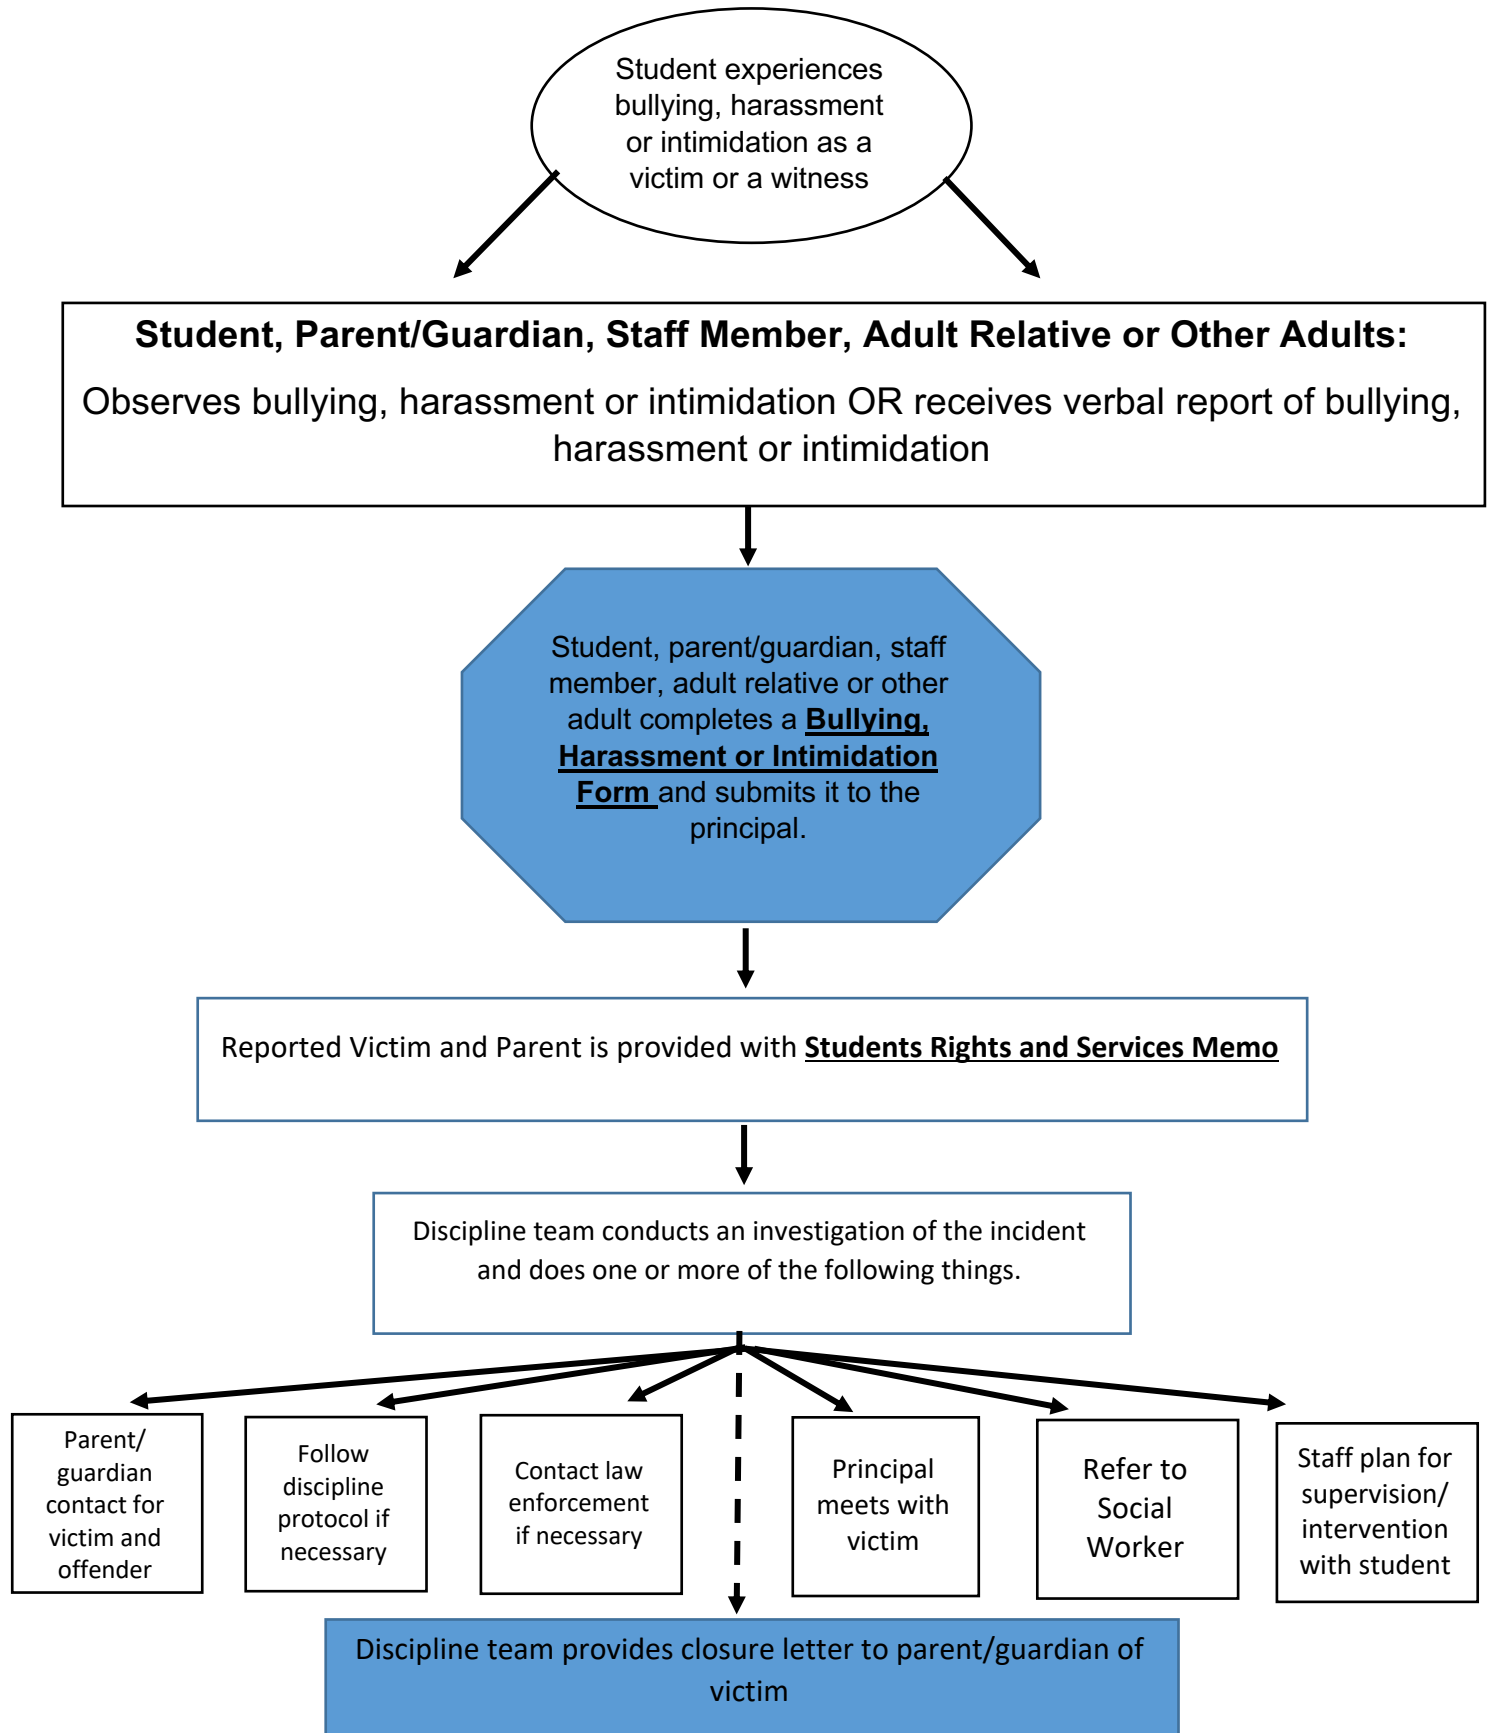 Student experiences
bullying, harassment
or intimidation as a
victim or a witness
Student, Parent/Guardian, Staff Member, Adult Relative or Other Adults:
Observes bullying, harassment or intimidation OR receives verbal report of bullying,
harassment or intimidation
Student, parent/guardian, staff
member, adult relative or other
adult completes a Bullying,
Harassment or Intimidation
Form and submits it to the
principal.
Reported Victim and Parent is provided with Students Rights and Services Memo
Discipline team conducts an investigation of the incident
and does one or more of the following things.
Parent/
guardian
contact for
victim and
offender
Follow
discipline
protocol if
necessary
Contact law
enforcement
if necessary
Principal
meets with
victim
Refer to
Social
Worker
Staff plan for
supervision/
intervention
with student
Discipline team provides closure letter to parent/guardian of
victim